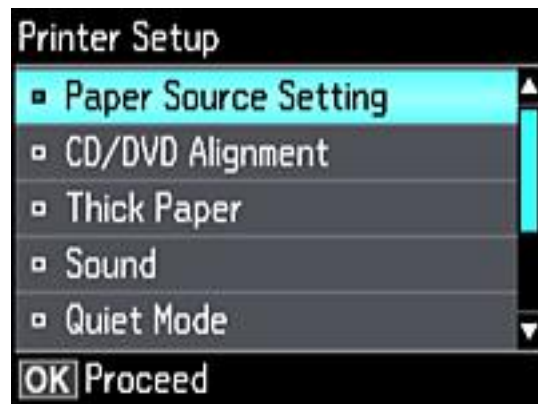 Printer Setup
Paper Source Setting
CD/DVD Alignment
Thick Paper
Sound
Quiet Mode
OK Proceed